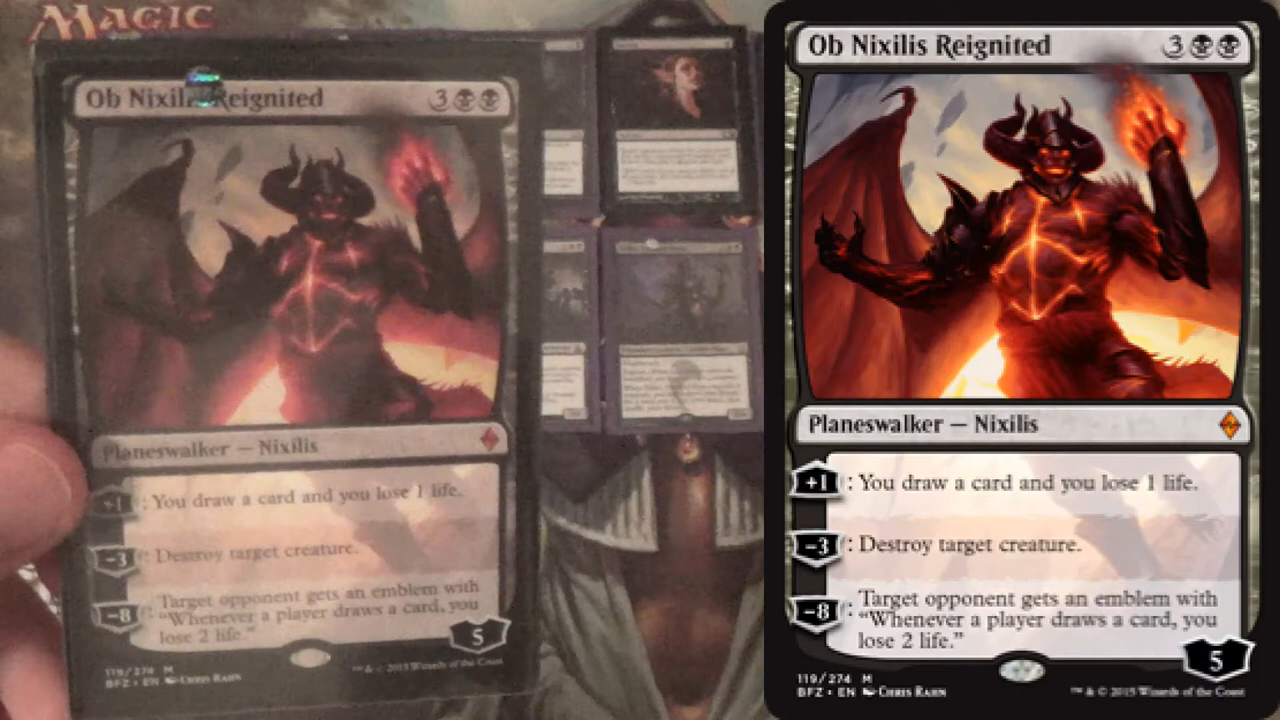 MAGIC
Ob Nixilis Reignited
3
Planeswalker — Nixilis
+1 : You draw a card and you lose 1 life.
-3 : Destroy target creature.
-8 : Target opponent gets an emblem with
“Whenever a player draws a card, you
lose 2 life.”
5
119/274 M
BFZ • EN Chris Rahn
™ & © 2015 Wizards of the Coast
Ob Nixilis Reignited
3
Planeswalker — Nixilis
+1 : You draw a card and you lose 1 life.
-3 : Destroy target creature.
-8 : Target opponent gets an emblem with
“Whenever a player draws a card, you
lose 2 life.”
5
119/274 M
BFZ • EN Chris Rahn
™ & © 2015 Wizards of the Coast